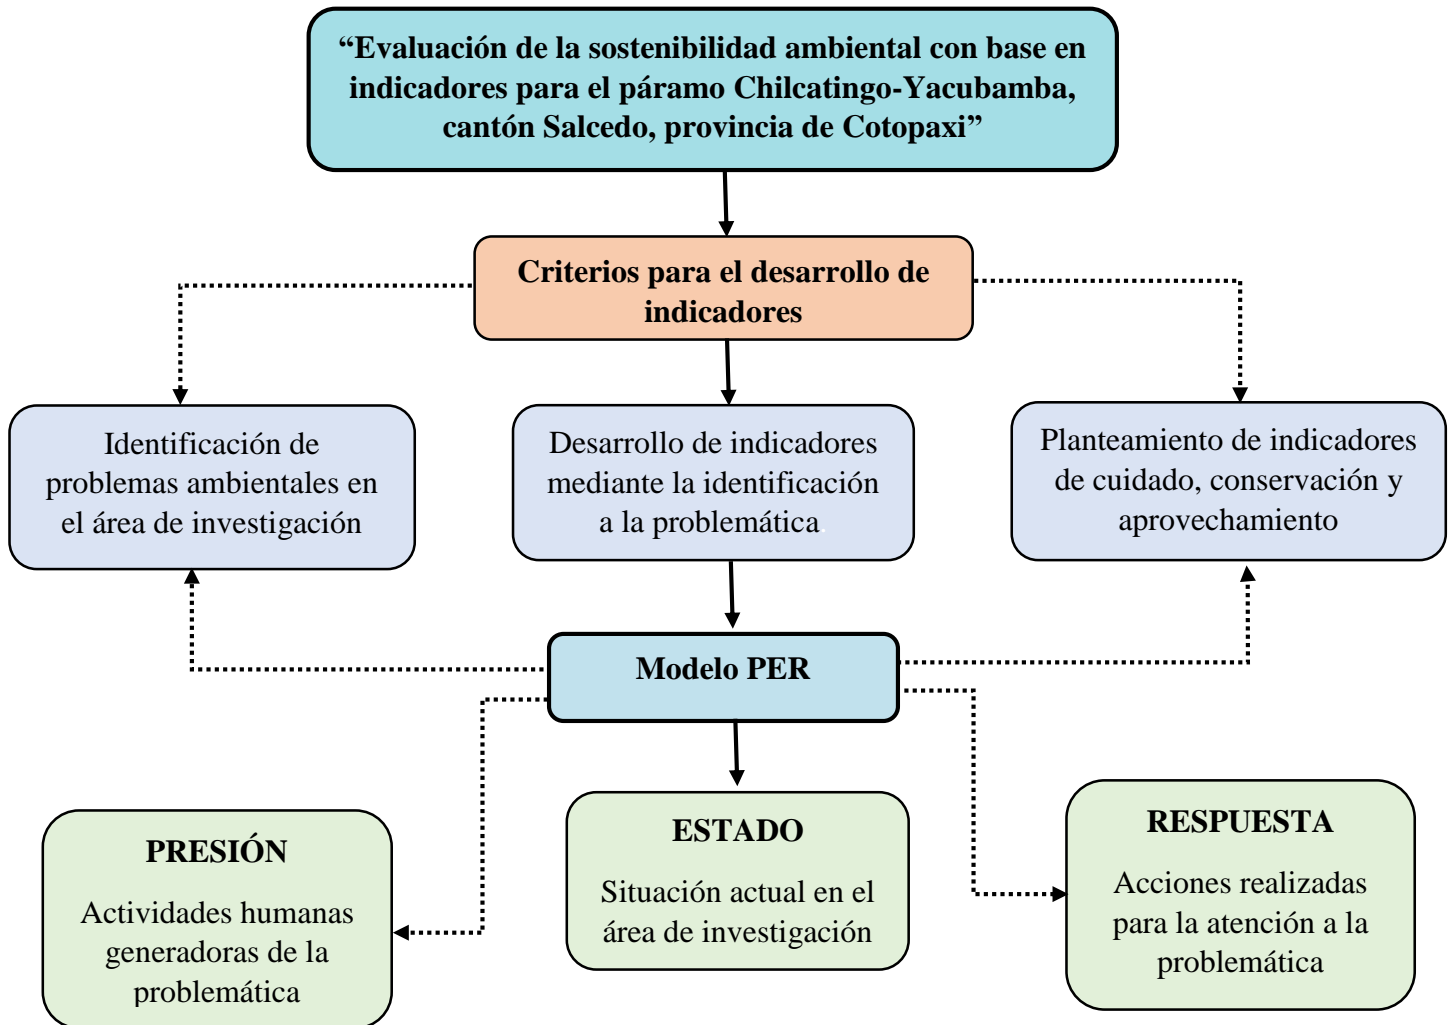 “Evaluación de la sostenibilidad ambiental con base en
indicadores para el páramo Chilcatingo-Yacubamba,
cantón Salcedo, provincia de Cotopaxi”
Criterios para el desarrollo de
indicadores
Identificación de
problemas ambientales en
el área de investigación
Desarrollo de indicadores
mediante la identificación
a la problemática
Planteamiento de indicadores
de cuidado, conservación y
aprovechamiento
Modelo PER
PRESIÓN
Actividades humanas
generadoras de la
problemática
ESTADO
Situación actual en el
área de investigación
RESPUESTA
Acciones realizadas
para la atención a la
problemática